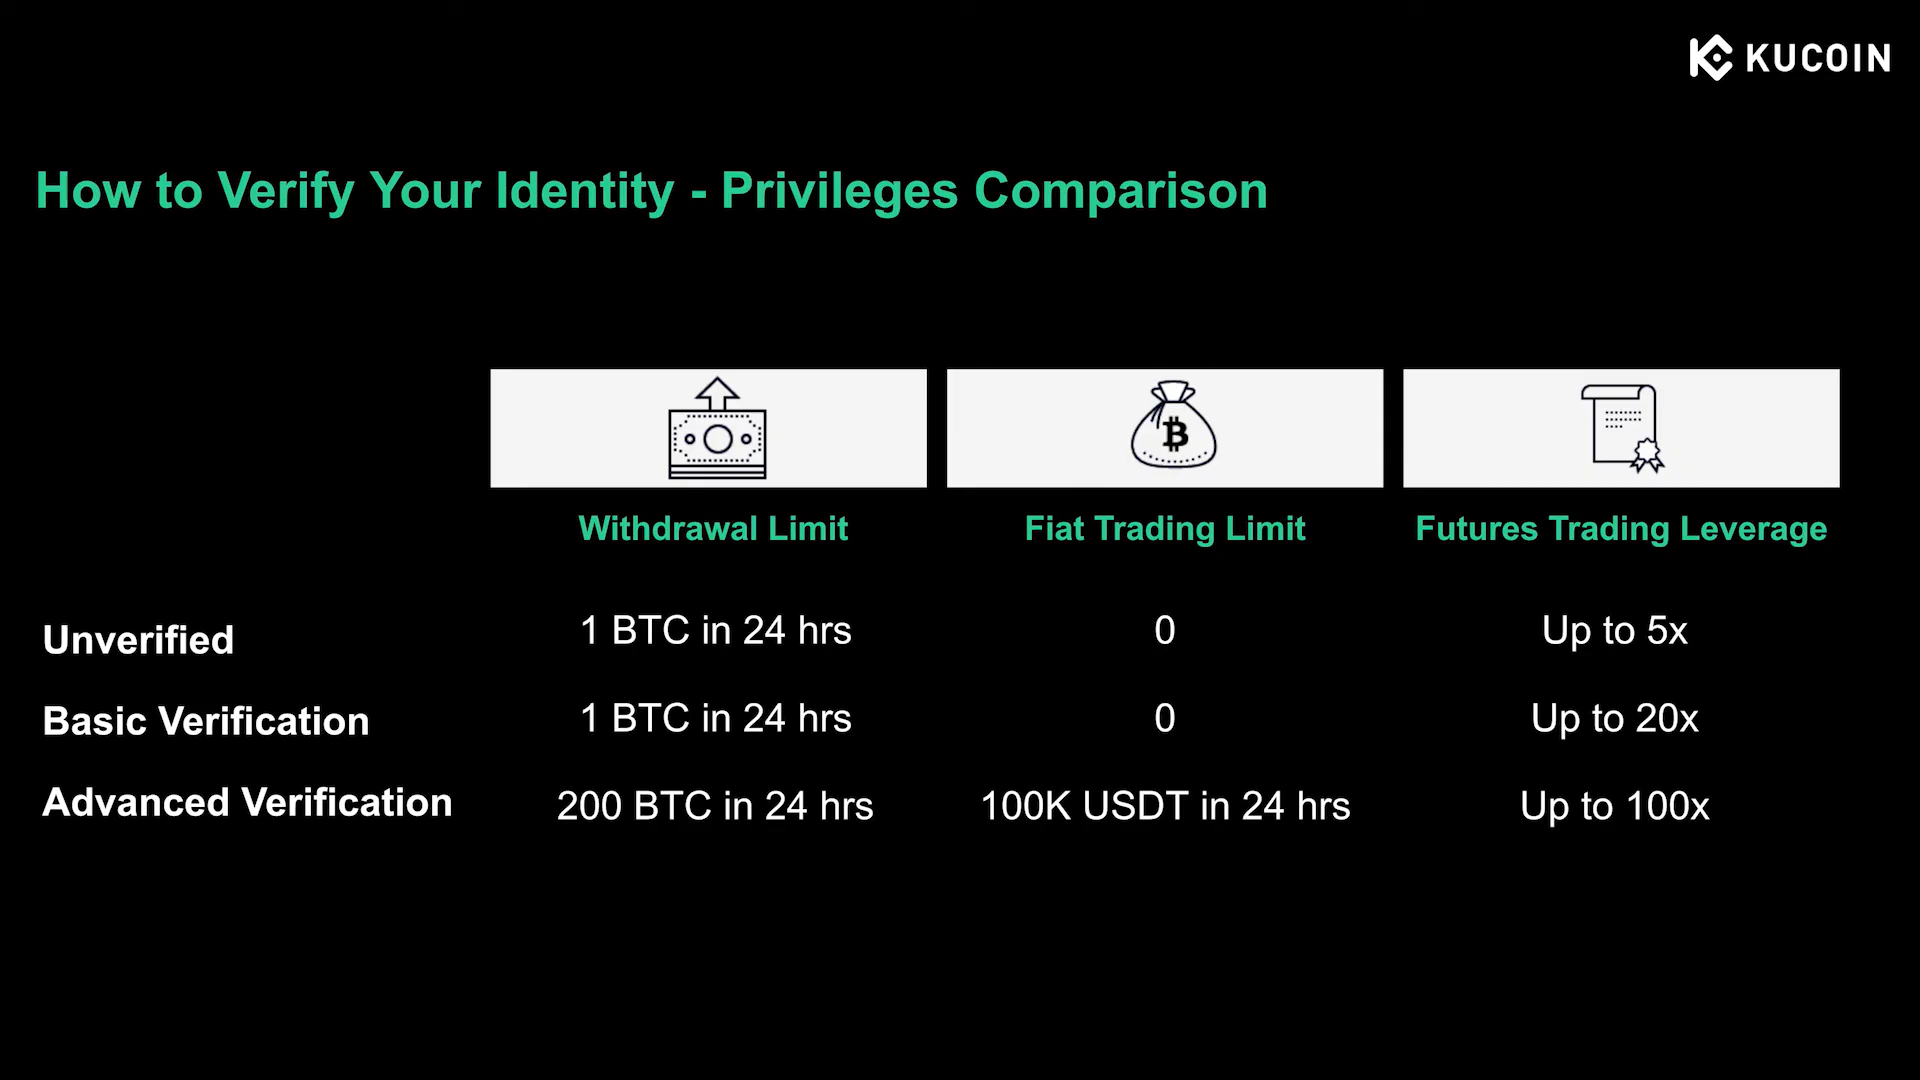 KUCOIN
How to Verify Your Identity - Privileges Comparison
Withdrawal Limit Fiat Trading Limit Futures Trading Leverage
Unverified 1 BTC in 24 hrs 0 Up to 5x
Basic Verification 1 BTC in 24 hrs 0 Up to 20x
Advanced Verification 200 BTC in 24 hrs 100K USDT in 24 hrs Up to 100x